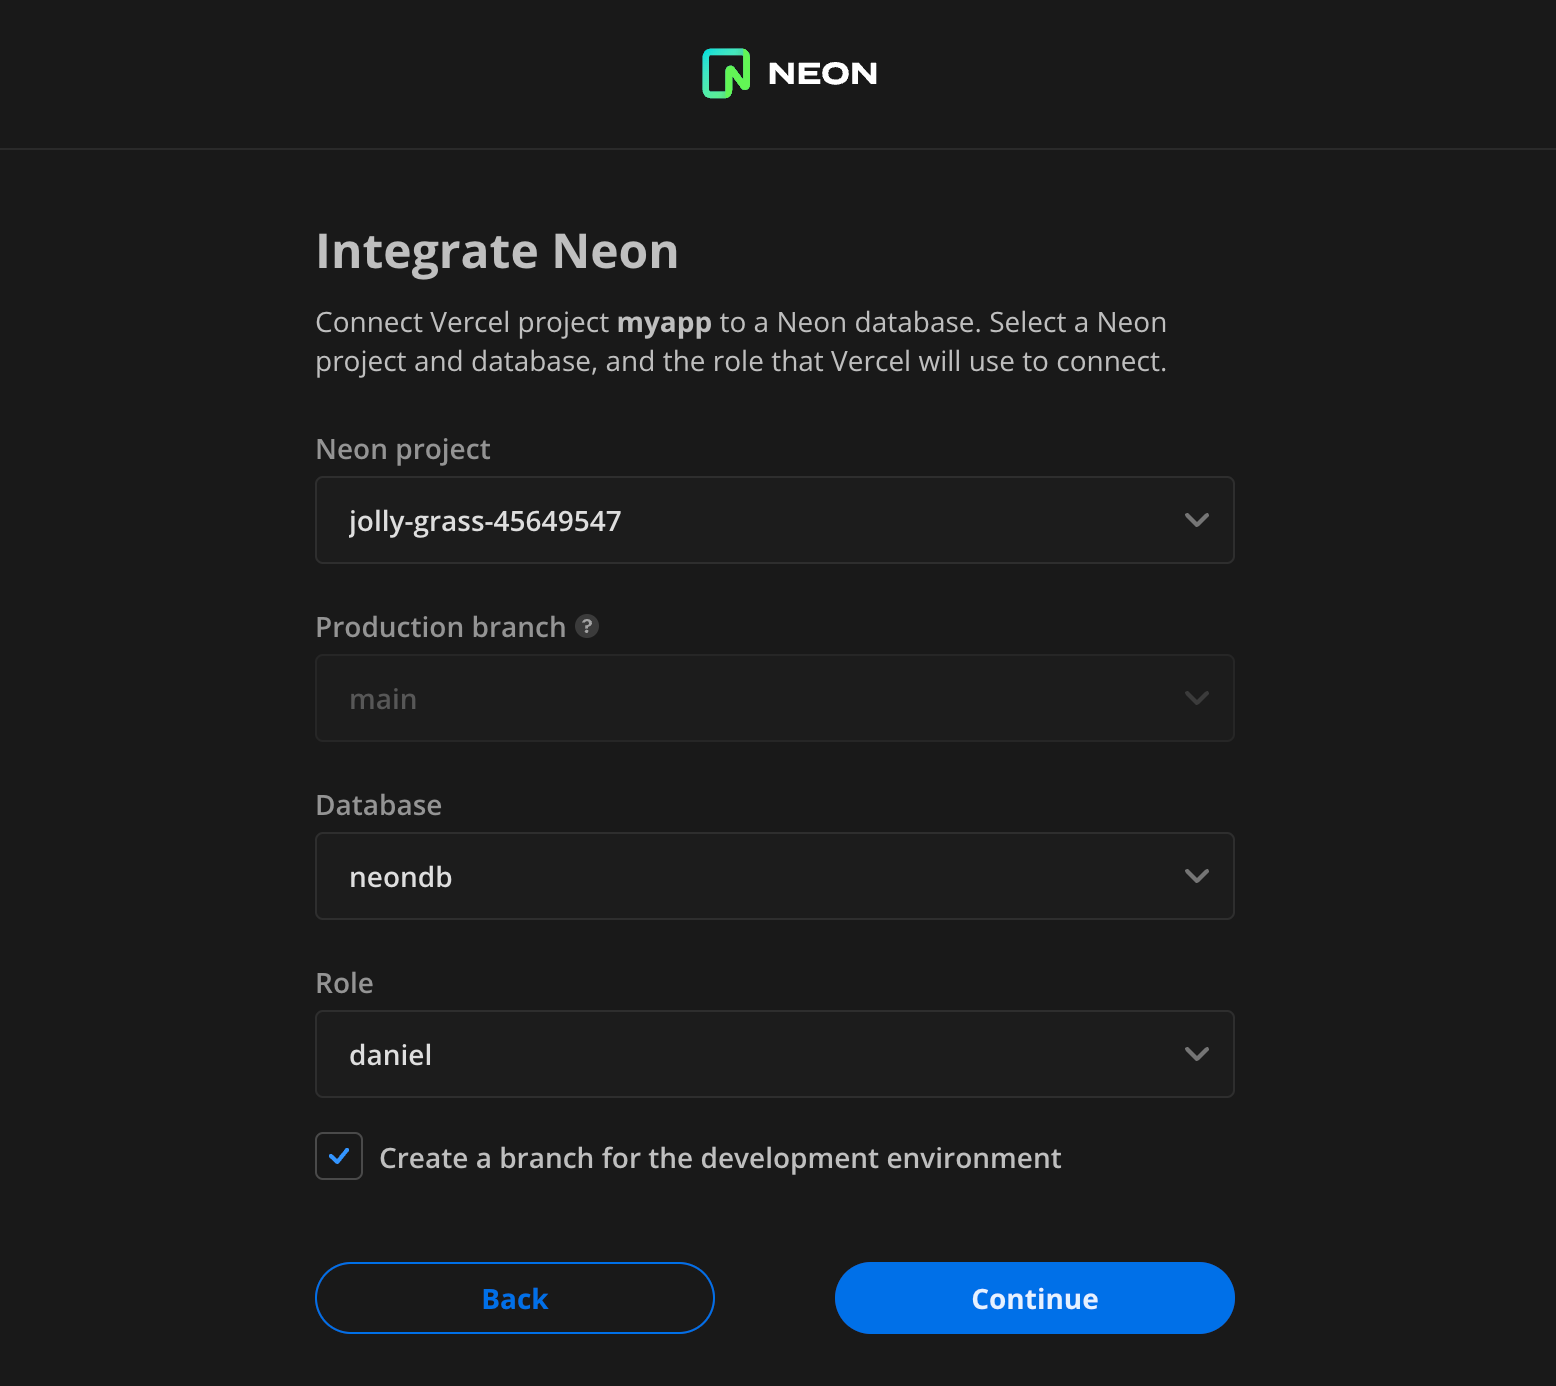 NEON
Integrate Neon
Connect Vercel project myapp to a Neon database. Select a Neon
project and database, and the role that Vercel will use to connect.
Neon project
jolly-grass-45649547
Production branch ?
main
Database
neondb
Role
daniel
Create a branch for the development environment
Back
Continue